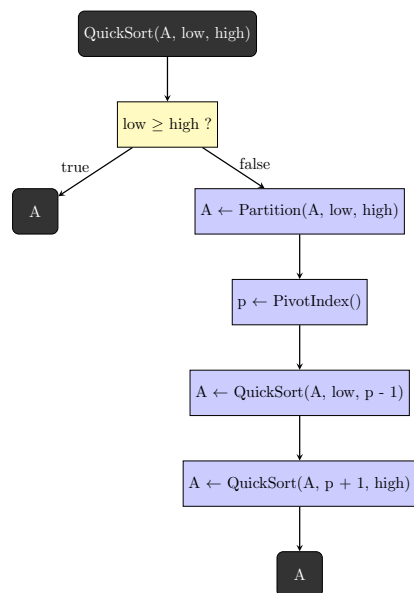 QuickSort(A, low, high)
low ≥ high ?
true
false
A
A ← Partition(A, low, high)
p ← PivotIndex()
A ← QuickSort(A, low, p - 1)
A ← QuickSort(A, p + 1, high)
A